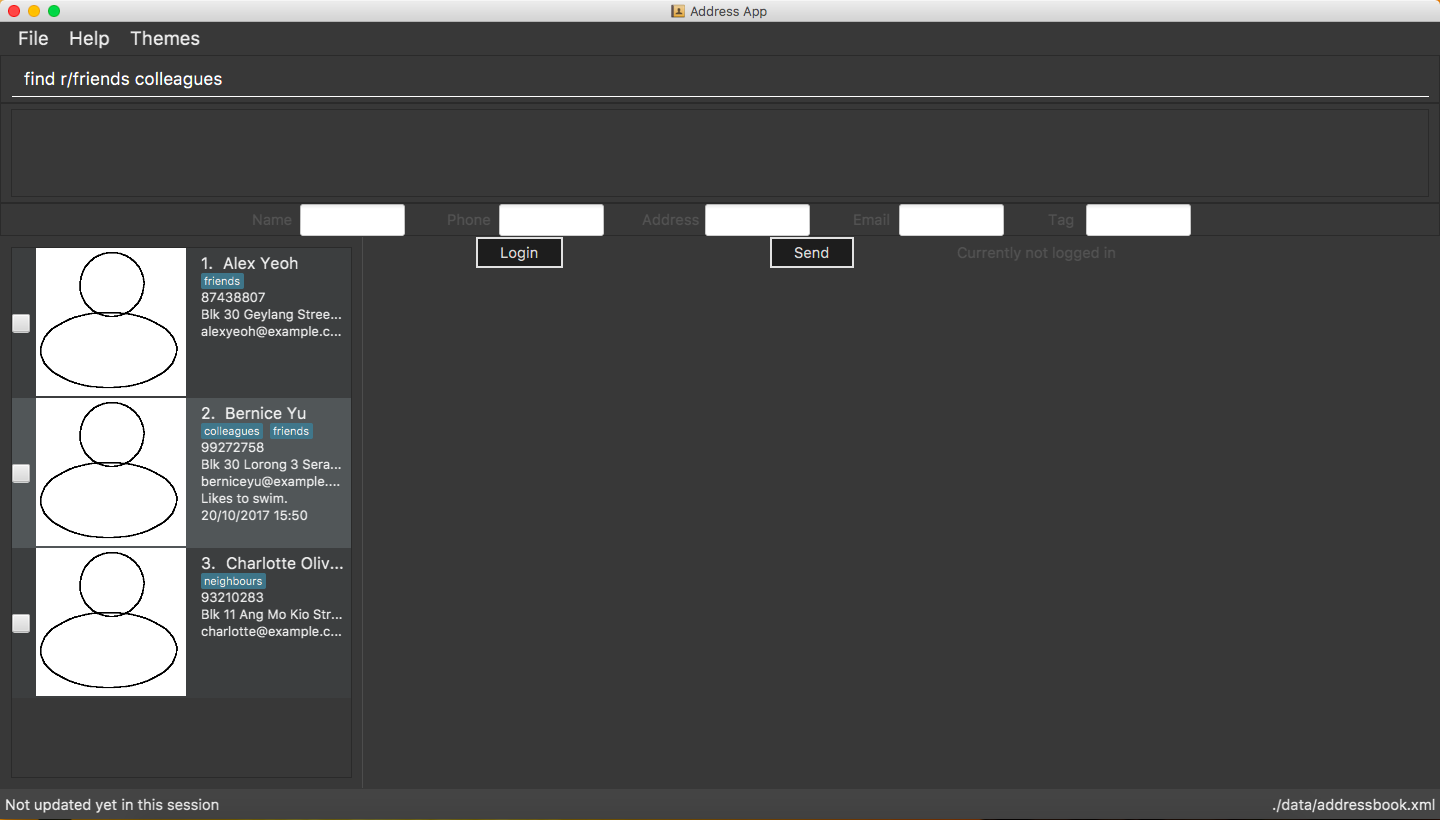 Address App
File Help Themes
find r/friends colleagues
Name Phone Address Email Tag
Login Send Currently not logged in
1. Alex Yeoh
friends
87438807
Blk 30 Geylang Stree...
alexyeoh@example.c...
2. Bernice Yu
colleagues friends
99272758
Blk 30 Lorong 3 Sera...
berniceyu@example....
Likes to swim.
20/10/2017 15:50
3. Charlotte Oliv...
neighbours
93210283
Blk 11 Ang Mo Kio Str...
charlotte@example.c...
Not updated yet in this session ./data/addressbook.xml